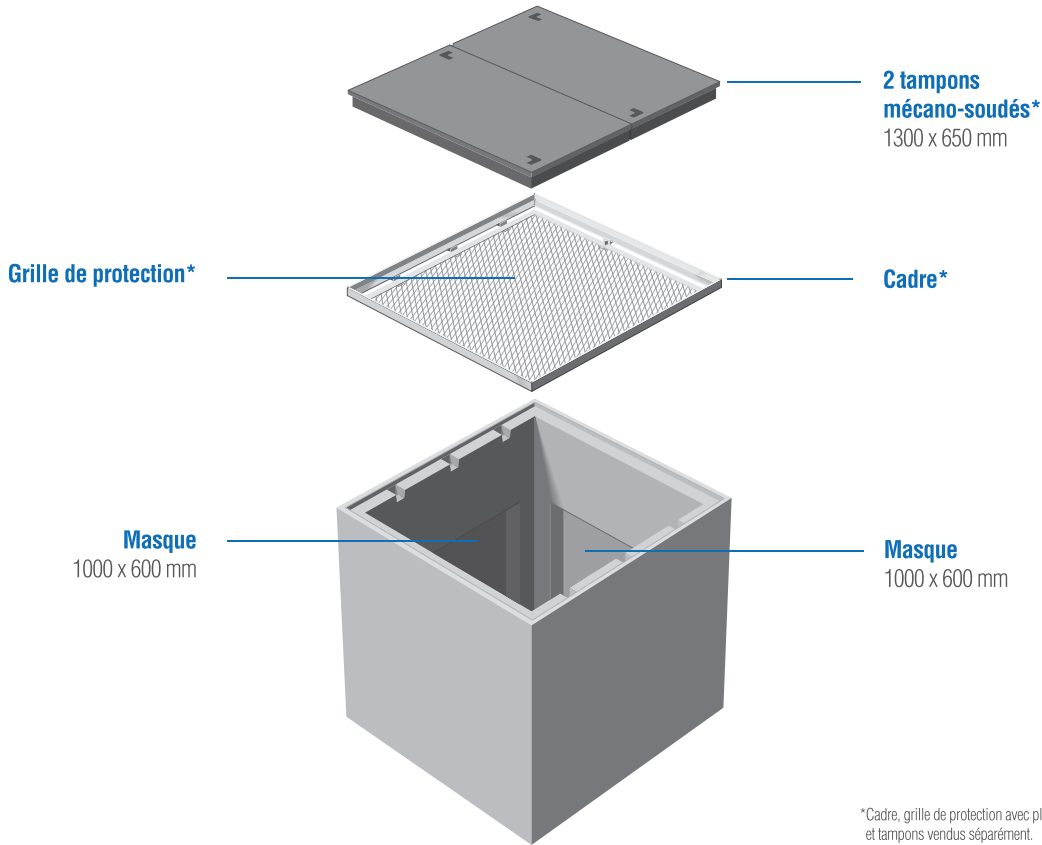 2 tampons
mécano-soudés*
1300 x 650 mm
Grille de protection*
Cadre*
Masque
1000 x 600 mm
Masque
1000 x 600 mm
*Cadre, grille de protection avec pl
et tampons vendus séparément.